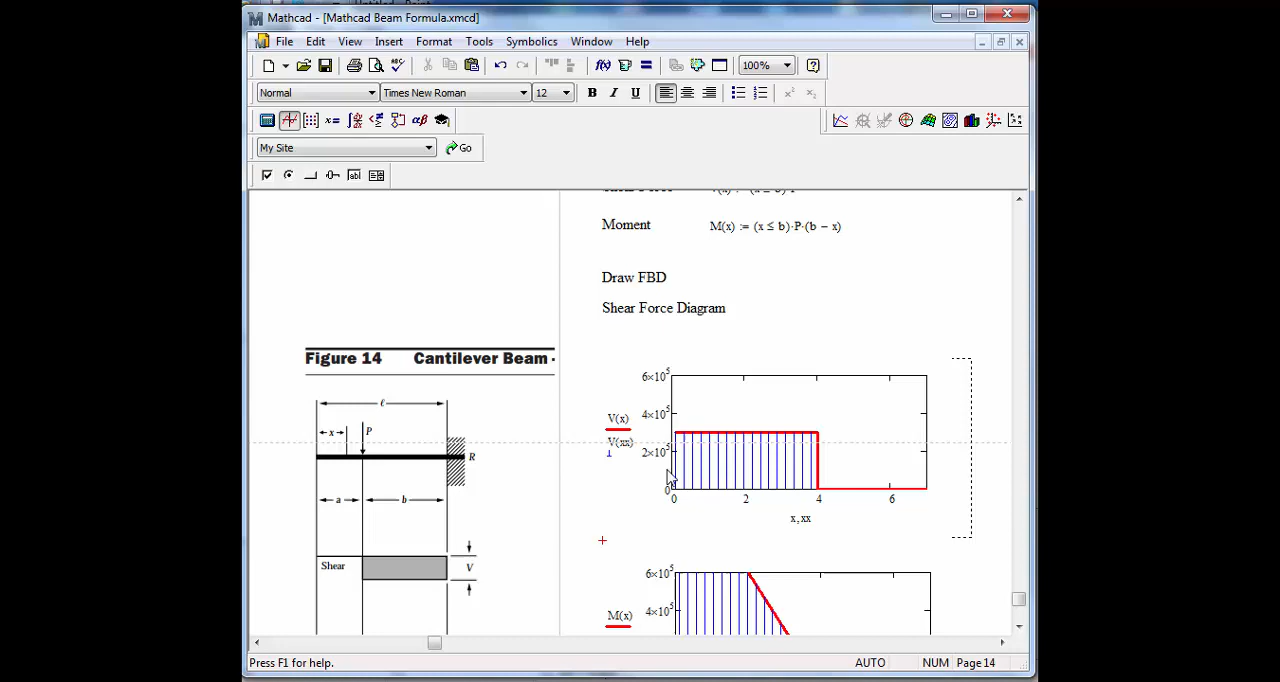 Mathcad - [Mathcad Beam Formula.xmcd]
File Edit View Insert Format Tools Symbolics Window Help
100%
Normal Times New Roman 12 B I U
My Site Go
Moment M(x) := (x ≤ b)·P·(b − x)
Draw FBD
Shear Force Diagram
Figure 14 Cantilever Beam -
ℓ
x P
R
a b
Shear V
6×10⁵
4×10⁵
2×10⁵
0
V(x)
V(xx)
0 2 4 6
x,xx
6×10⁵
4×10⁵
M(x)
Press F1 for help. AUTO NUM Page 14